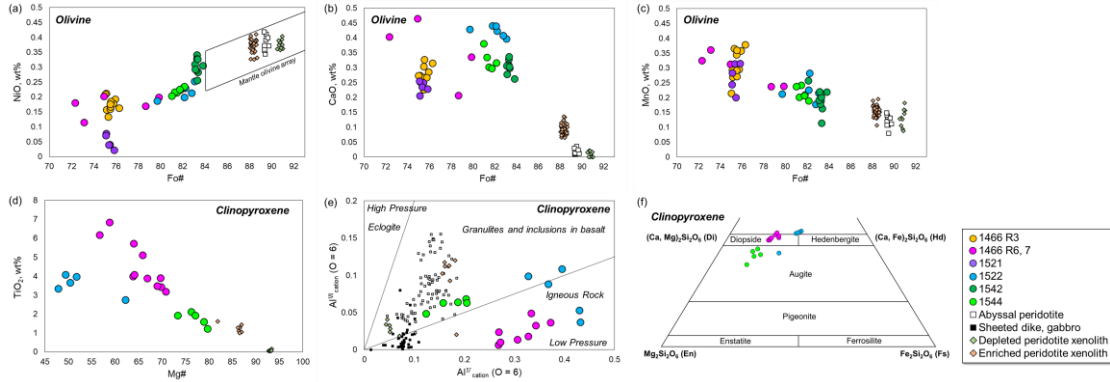 (a)
Olivine
NiO, wt%
0.5
0.45
0.4
0.35
0.3
0.25
0.2
0.15
0.1
0.05
0
Mantle olivine array
70 72 74 76 78 80 82 84 86 88 90 92
Fo#
(b)
Olivine
CaO, wt%
0.5
0.45
0.4
0.35
0.3
0.25
0.2
0.15
0.1
0.05
0
70 72 74 76 78 80 82 84 86 88 90 92
Fo#
(c)
Olivine
MnO, wt%
0.5
0.45
0.4
0.35
0.3
0.25
0.2
0.15
0.1
0.05
0
70 72 74 76 78 80 82 84 86 88 90 92
Fo#
(d)
Clinopyroxene
TiO2, wt%
8
7
6
5
4
3
2
1
0
45 50 55 60 65 70 75 80 85 90 95 100
Mg#
(e)
Clinopyroxene
High Pressure
Eclogite
Granulites and inclusions in basalt
Igneous Rock
Low Pressure
0.2
0.1
0
0 0.1 0.2 0.3 0.4 0.5
(f)
Clinopyroxene
(Ca, Mg)2Si2O6 (Di)
(Ca, Fe)2Si2O6 (Hd)
Diopside
Hedenbergite
Augite
Pigeonite
Enstatite
Ferrosilite
Mg2Si2O6 (En)
Fe2Si2O6 (Fs)
1466 R3
1466 R6, 7
1521
1522
1542
1544
Abyssal peridotite
Sheeted dike, gabbro
Depleted peridotite xenolith
Enriched peridotite xenolith